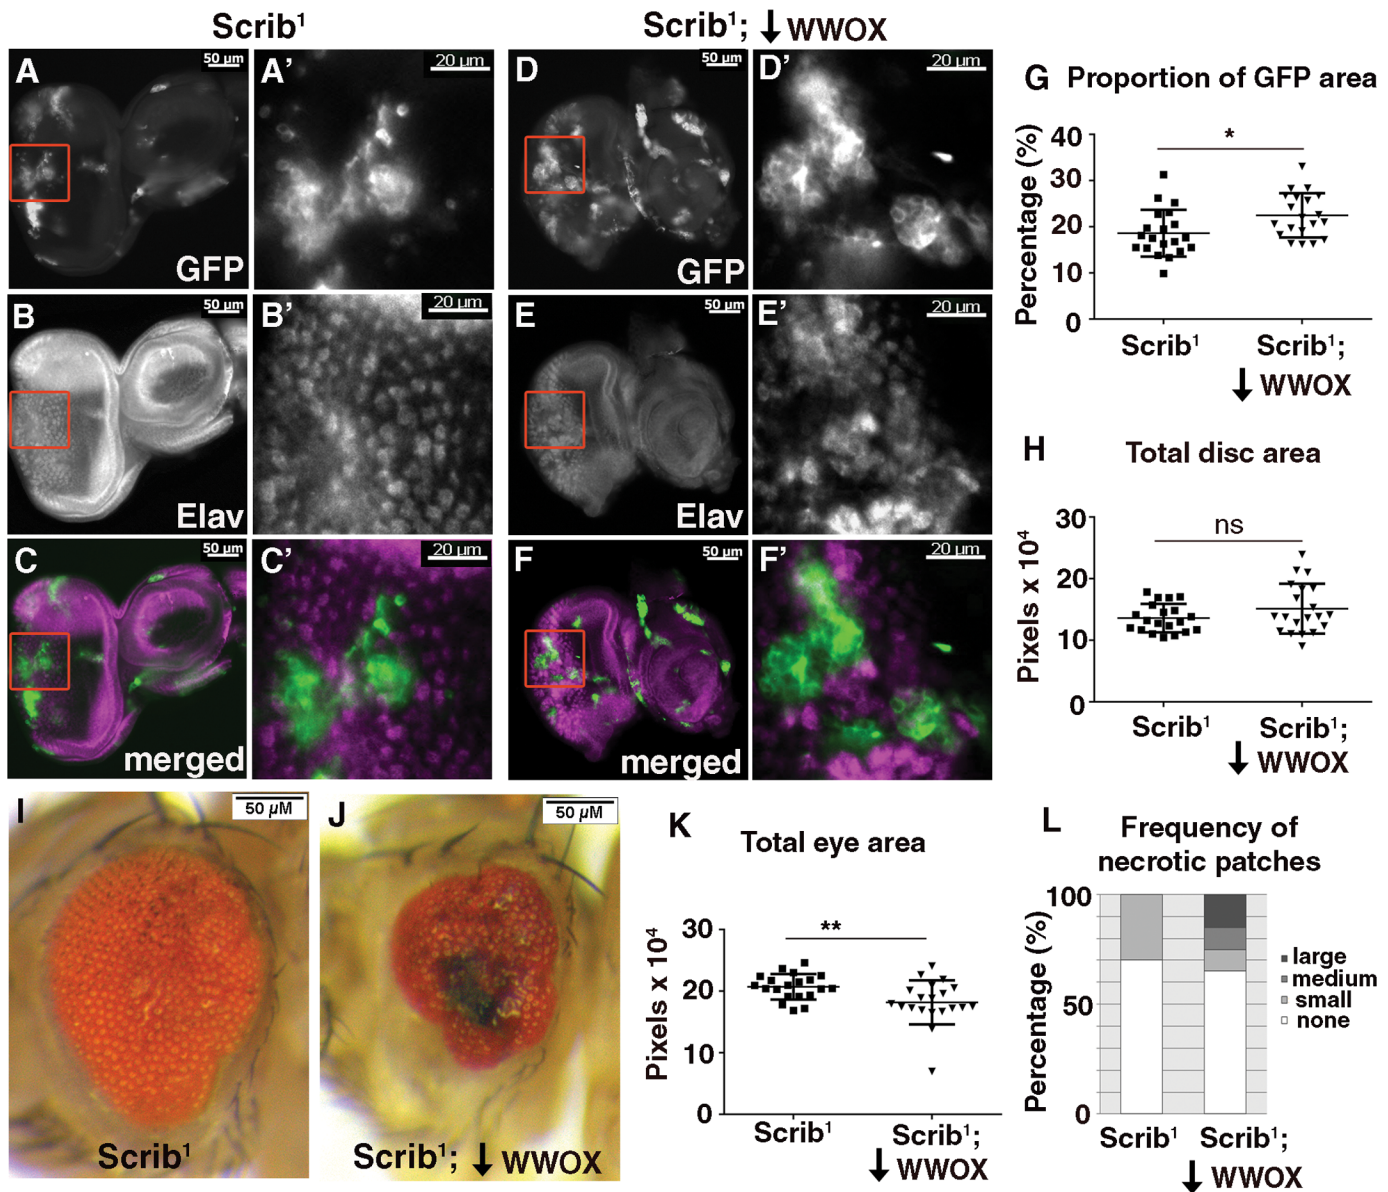 Scrib¹
Scrib¹; ↓ WWOX
A
50 µm
GFP
A'
20 µm
D
50 µm
GFP
D'
20 µm
B
50 µm
Elav
B'
20 µm
E
50 µm
Elav
E'
20 µm
C
50 µm
merged
C'
20 µm
F
50 µm
merged
F'
20 µm
G Proportion of GFP area
Percentage (%)
40
30
20
10
0
*
Scrib¹
Scrib¹;
↓ WWOX
H Total disc area
Pixels x 10⁴
30
20
10
0
ns
Scrib¹
Scrib¹;
↓ WWOX
I
50 µM
Scrib¹
J
50 µM
Scrib¹; ↓ WWOX
K Total eye area
Pixels x 10⁴
30
20
10
0
**
Scrib¹
Scrib¹;
↓ WWOX
L Frequency of
necrotic patches
Percentage (%)
100
50
0
large
medium
small
none
Scrib¹
Scrib¹;
↓ WWOX